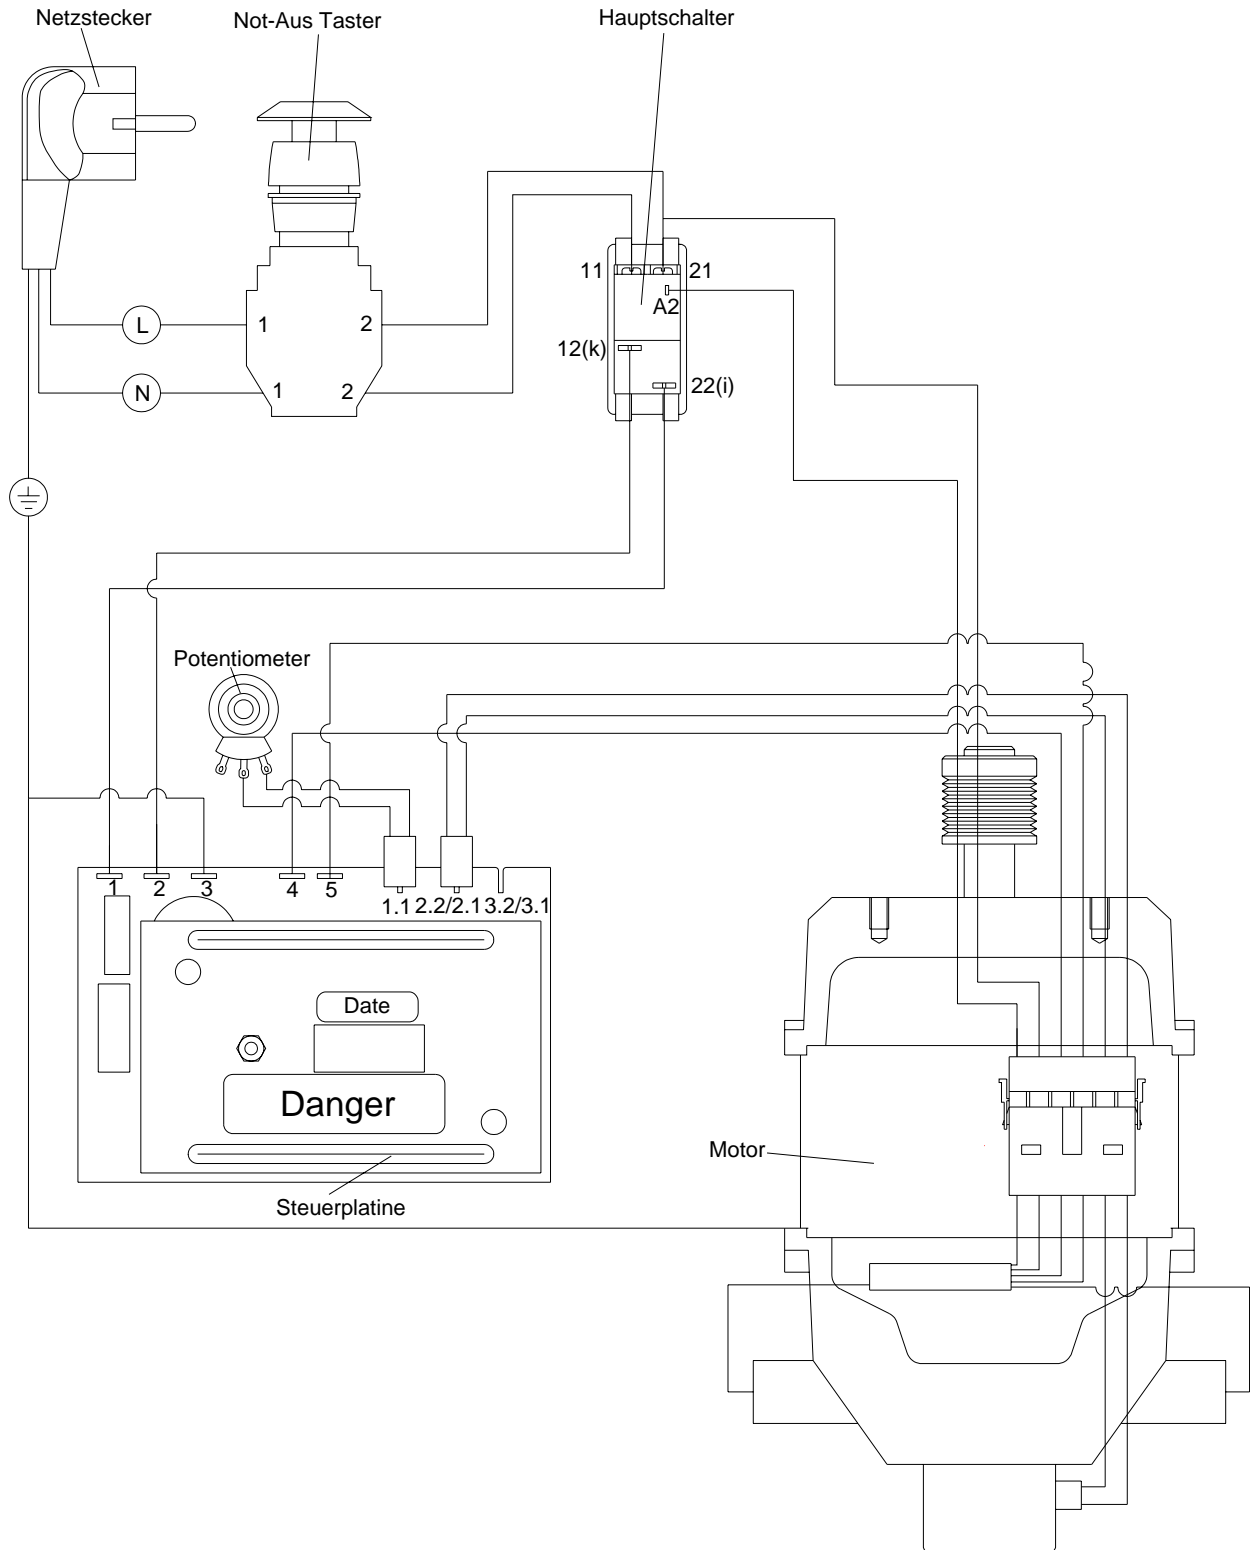 Netzstecker
Not-Aus Taster
Hauptschalter
11
21
A2
L
1
2
12(k)
22(i)
N
1
2
Potentiometer
1
2
3
4
5
1.1
2.2/2.1
3.2/3.1
Date
Danger
Motor
Steuerplatine